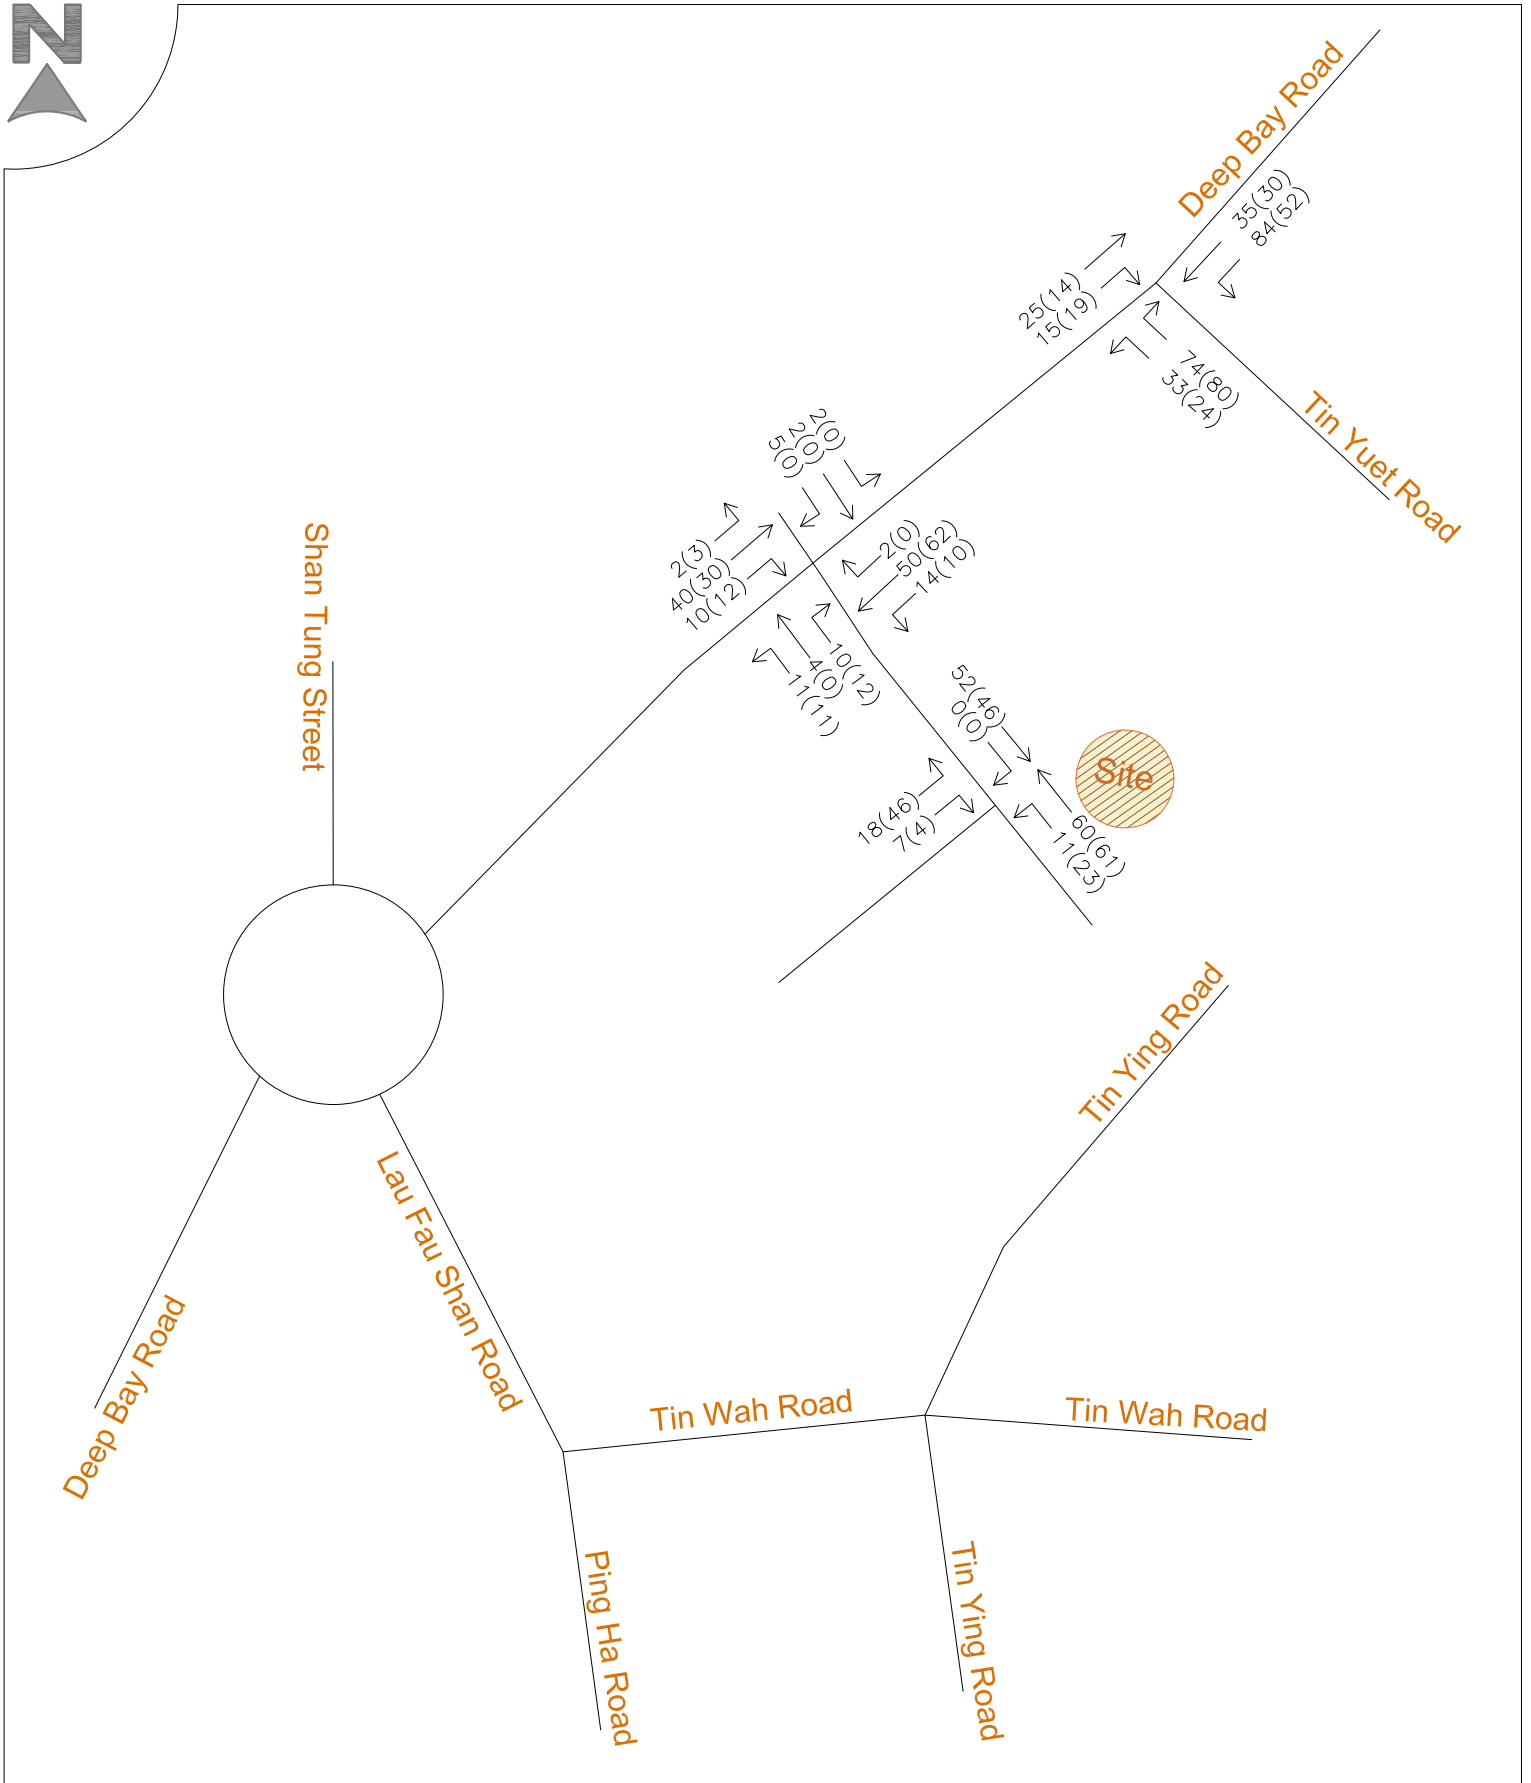 N
Deep Bay Road
35(30)
84(52)
25(14)
15(19)
74(80)
33(24)
Tin Yuet Road
2(0)
2(0)
5(0)
2(3)
40(30)
10(12)
2(0)
50(62)
14(10)
10(12)
4(0)
11(11)
Shan Tung Street
52(46)
0(0)
Site
18(46)
7(4)
60(61)
11(23)
Tin Ying Road
Lau Fau Shan Road
Deep Bay Road
Tin Wah Road
Tin Wah Road
Ping Ha Road
Tin Ying Road